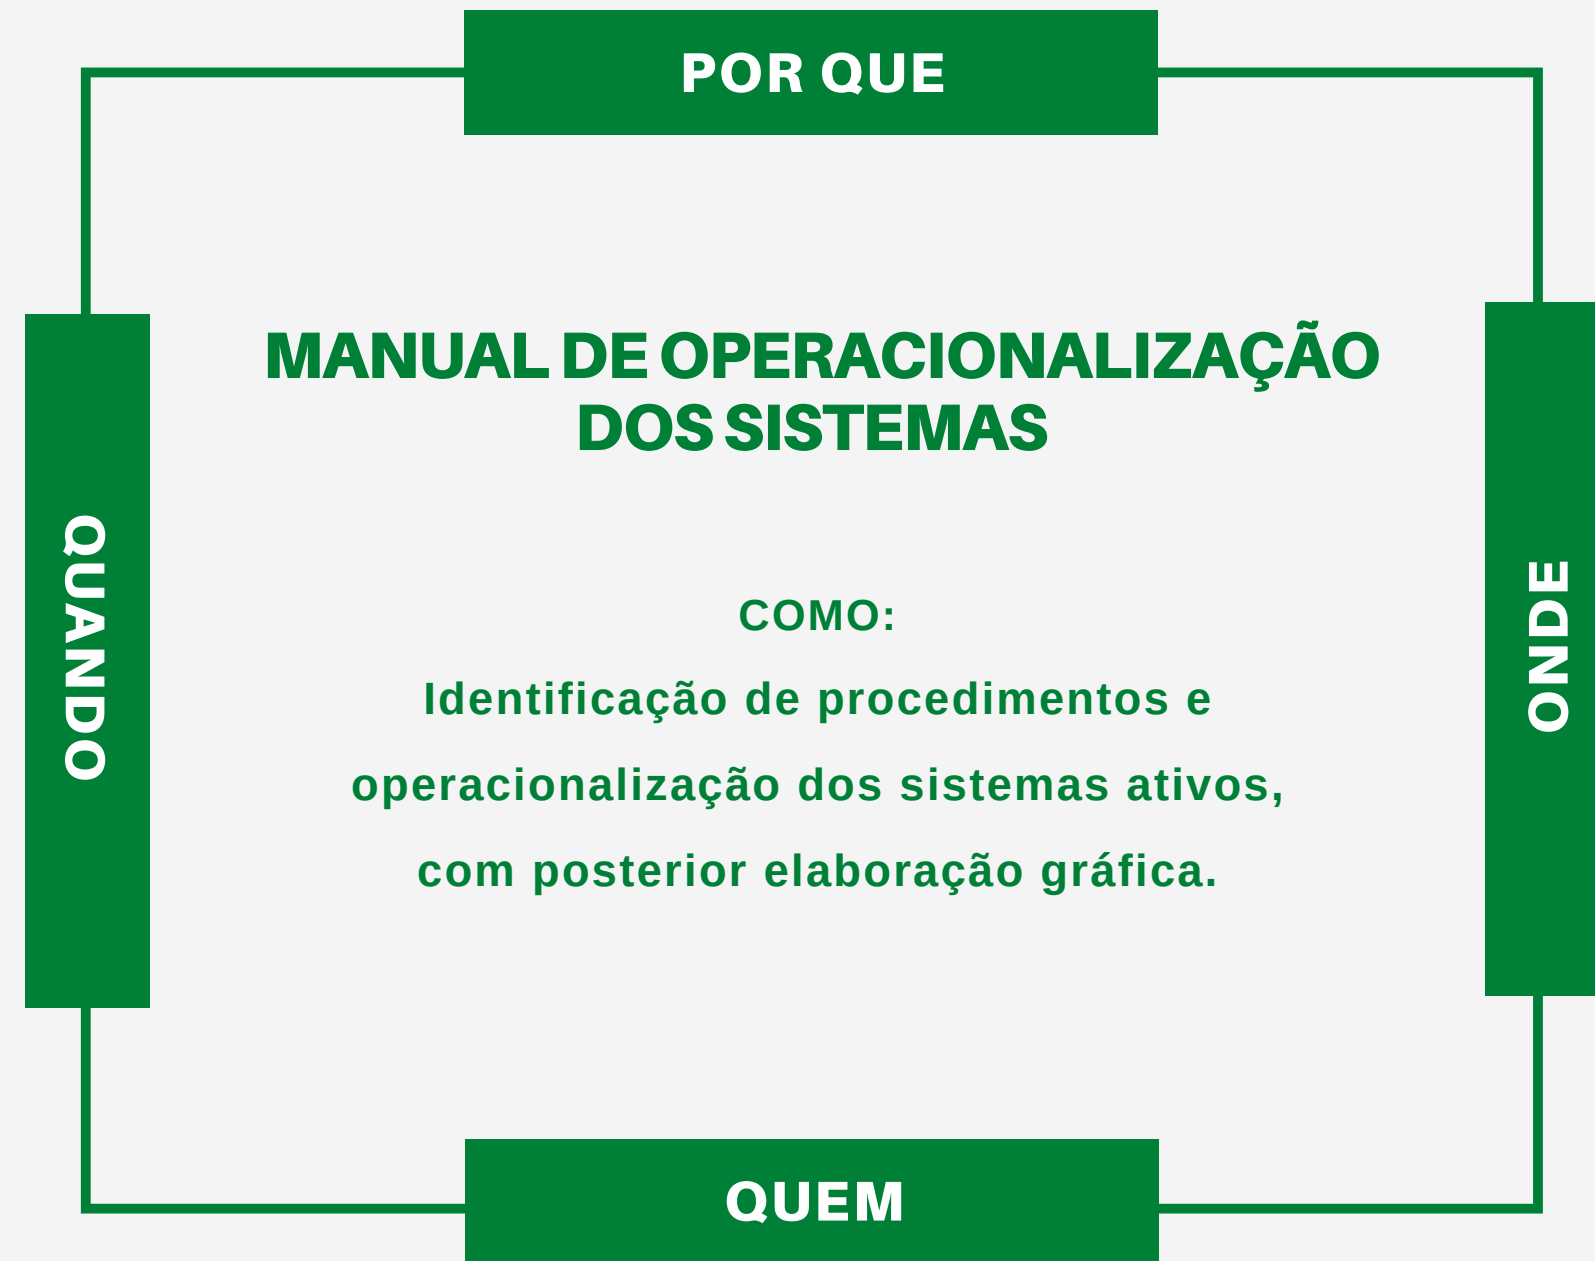 POR QUE
MANUAL DE OPERACIONALIZAÇÃO
DOS SISTEMAS
QUANDO
ONDE
COMO:
Identificação de procedimentos e
operacionalização dos sistemas ativos,
com posterior elaboração gráfica.
QUEM